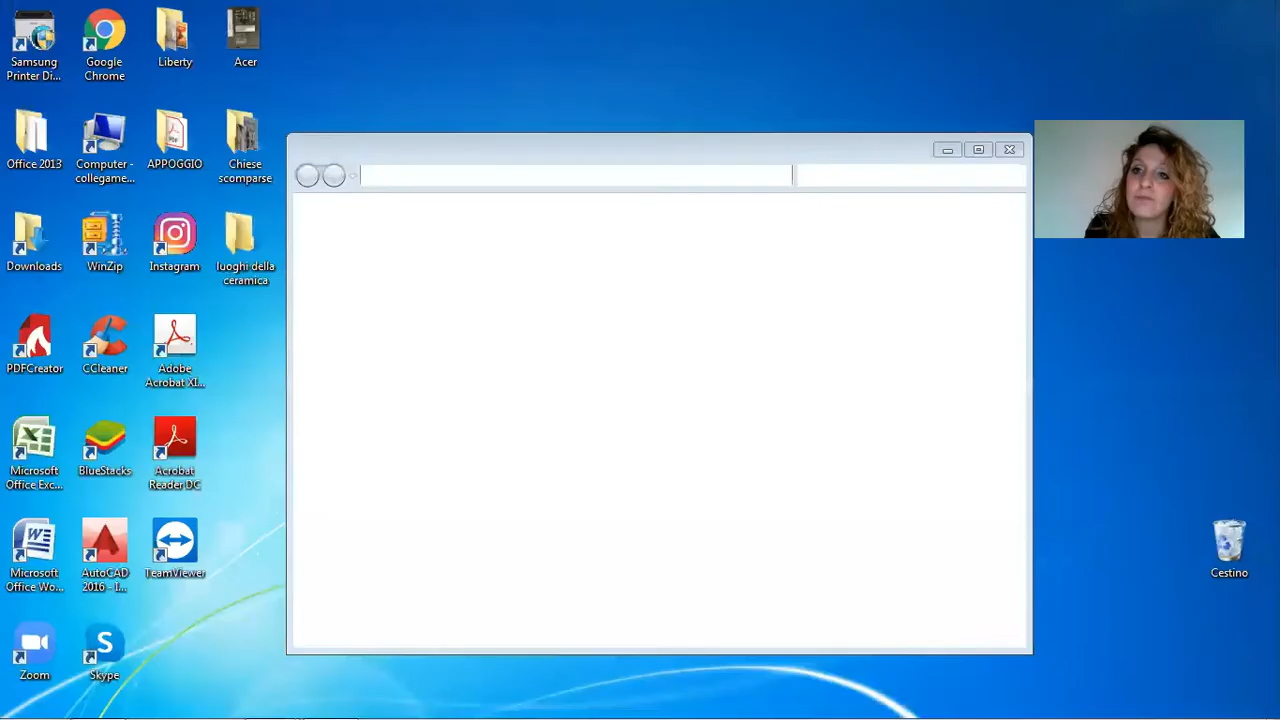 Samsung
Printer Di...
Google
Chrome
Liberty
Acer
Office 2013
Computer -
collegame...
APPOGGIO
Chiese
scomparse
Downloads
WinZip
Instagram
luoghi della
ceramica
PDFCreator
CCleaner
Adobe
Acrobat XI...
Microsoft
Office Exc...
BlueStacks
Acrobat
Reader DC
Microsoft
Office Wo...
AutoCAD
2016 - I...
TeamViewer
Zoom
Skype
Cestino